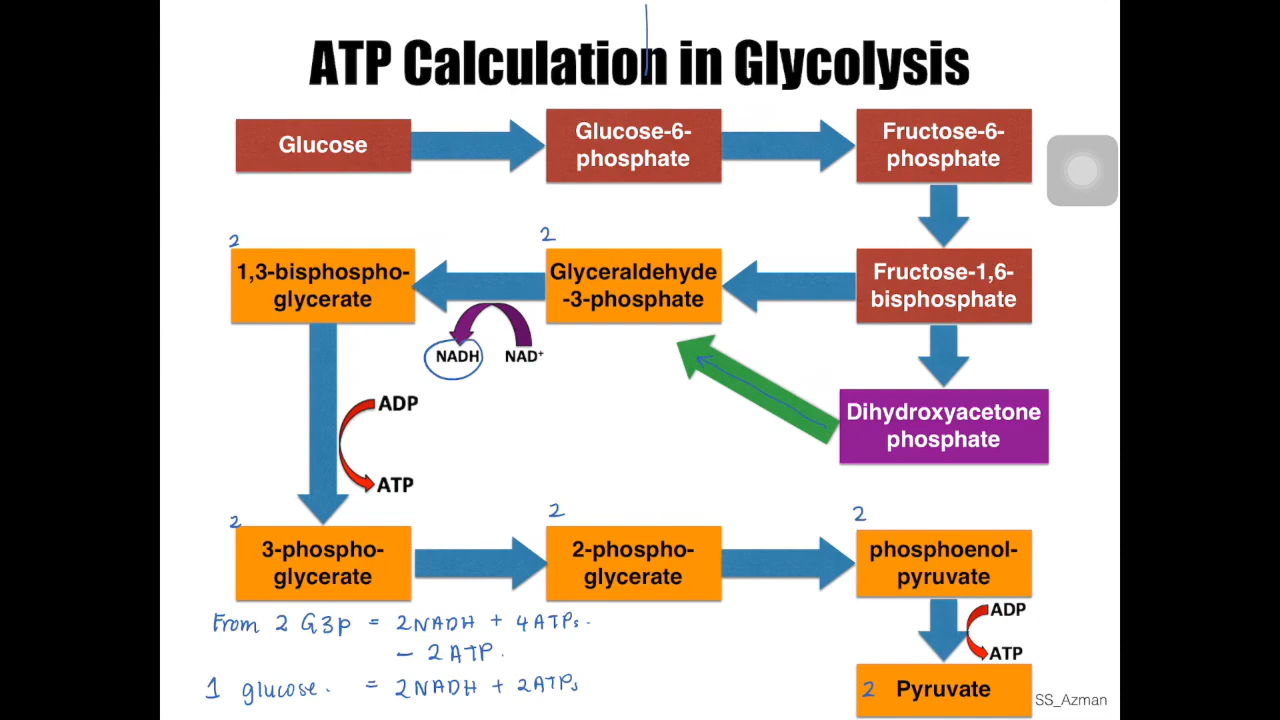 ATP Calculation in Glycolysis
Glucose
Glucose-6-
phosphate
Fructose-6-
phosphate
2
1,3-bisphospho-
glycerate
2
Glyceraldehyde
-3-phosphate
Fructose-1,6-
bisphosphate
NADH
NAD+
ADP
ATP
Dihydroxyacetone
phosphate
2
3-phospho-
glycerate
2
2-phospho-
glycerate
2
phosphoenol-
pyruvate
ADP
ATP
2 Pyruvate
From 2 G3p = 2NADH + 4ATPs.
- 2ATP.
1 glucose. = 2NADH + 2ATPs
SS_Azman